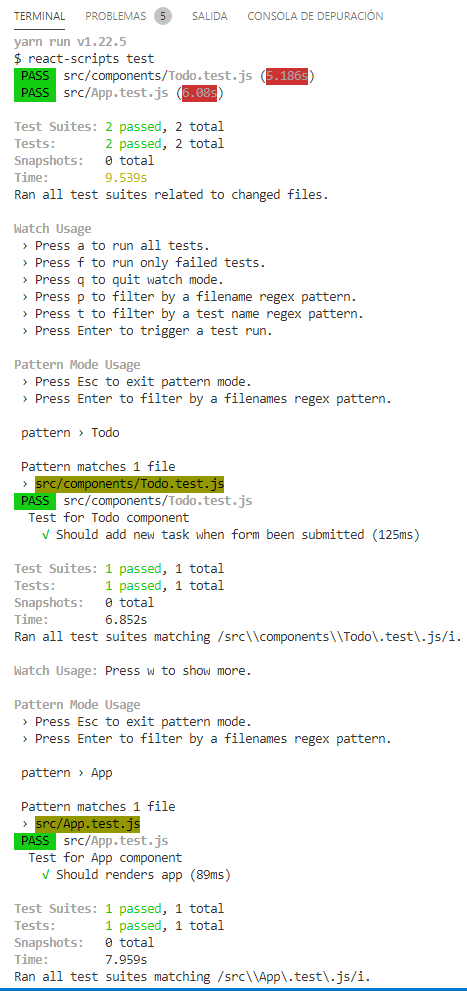 TERMINAL PROBLEMAS 5 SALIDA CONSOLA DE DEPURACIÓN
yarn run v1.22.5
$ react-scripts test
PASS src/components/Todo.test.js (5.186s)
PASS src/App.test.js (6.08s)
Test Suites: 2 passed, 2 total
Tests: 2 passed, 2 total
Snapshots: 0 total
Time: 9.539s
Ran all test suites related to changed files.
Watch Usage
› Press a to run all tests.
› Press f to run only failed tests.
› Press q to quit watch mode.
› Press p to filter by a filename regex pattern.
› Press t to filter by a test name regex pattern.
› Press Enter to trigger a test run.
Pattern Mode Usage
› Press Esc to exit pattern mode.
› Press Enter to filter by a filenames regex pattern.
pattern › Todo
Pattern matches 1 file
› src/components/Todo.test.js
PASS src/components/Todo.test.js
Test for Todo component
√ Should add new task when form been submitted (125ms)
Test Suites: 1 passed, 1 total
Tests: 1 passed, 1 total
Snapshots: 0 total
Time: 6.852s
Ran all test suites matching /src\\components\\Todo\.test\.js/i.
Watch Usage: Press w to show more.
Pattern Mode Usage
› Press Esc to exit pattern mode.
› Press Enter to filter by a filenames regex pattern.
pattern › App
Pattern matches 1 file
› src/App.test.js
PASS src/App.test.js
Test for App component
√ Should renders app (89ms)
Test Suites: 1 passed, 1 total
Tests: 1 passed, 1 total
Snapshots: 0 total
Time: 7.959s
Ran all test suites matching /src\\App\.test\.js/i.